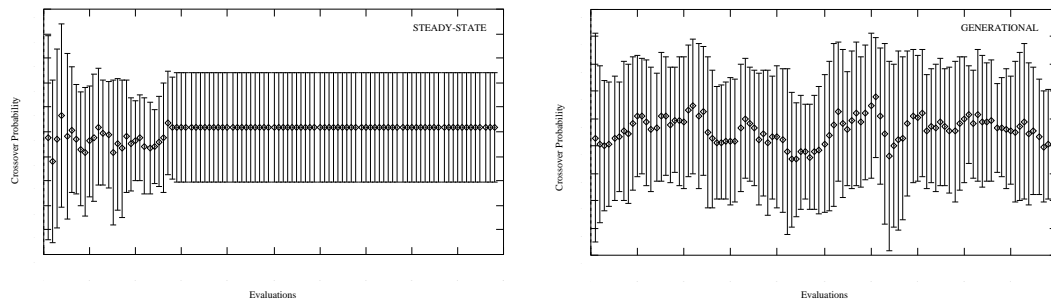 STEADY-STATE
Crossover Probability
Evaluations
GENERATIONAL
Crossover Probability
Evaluations